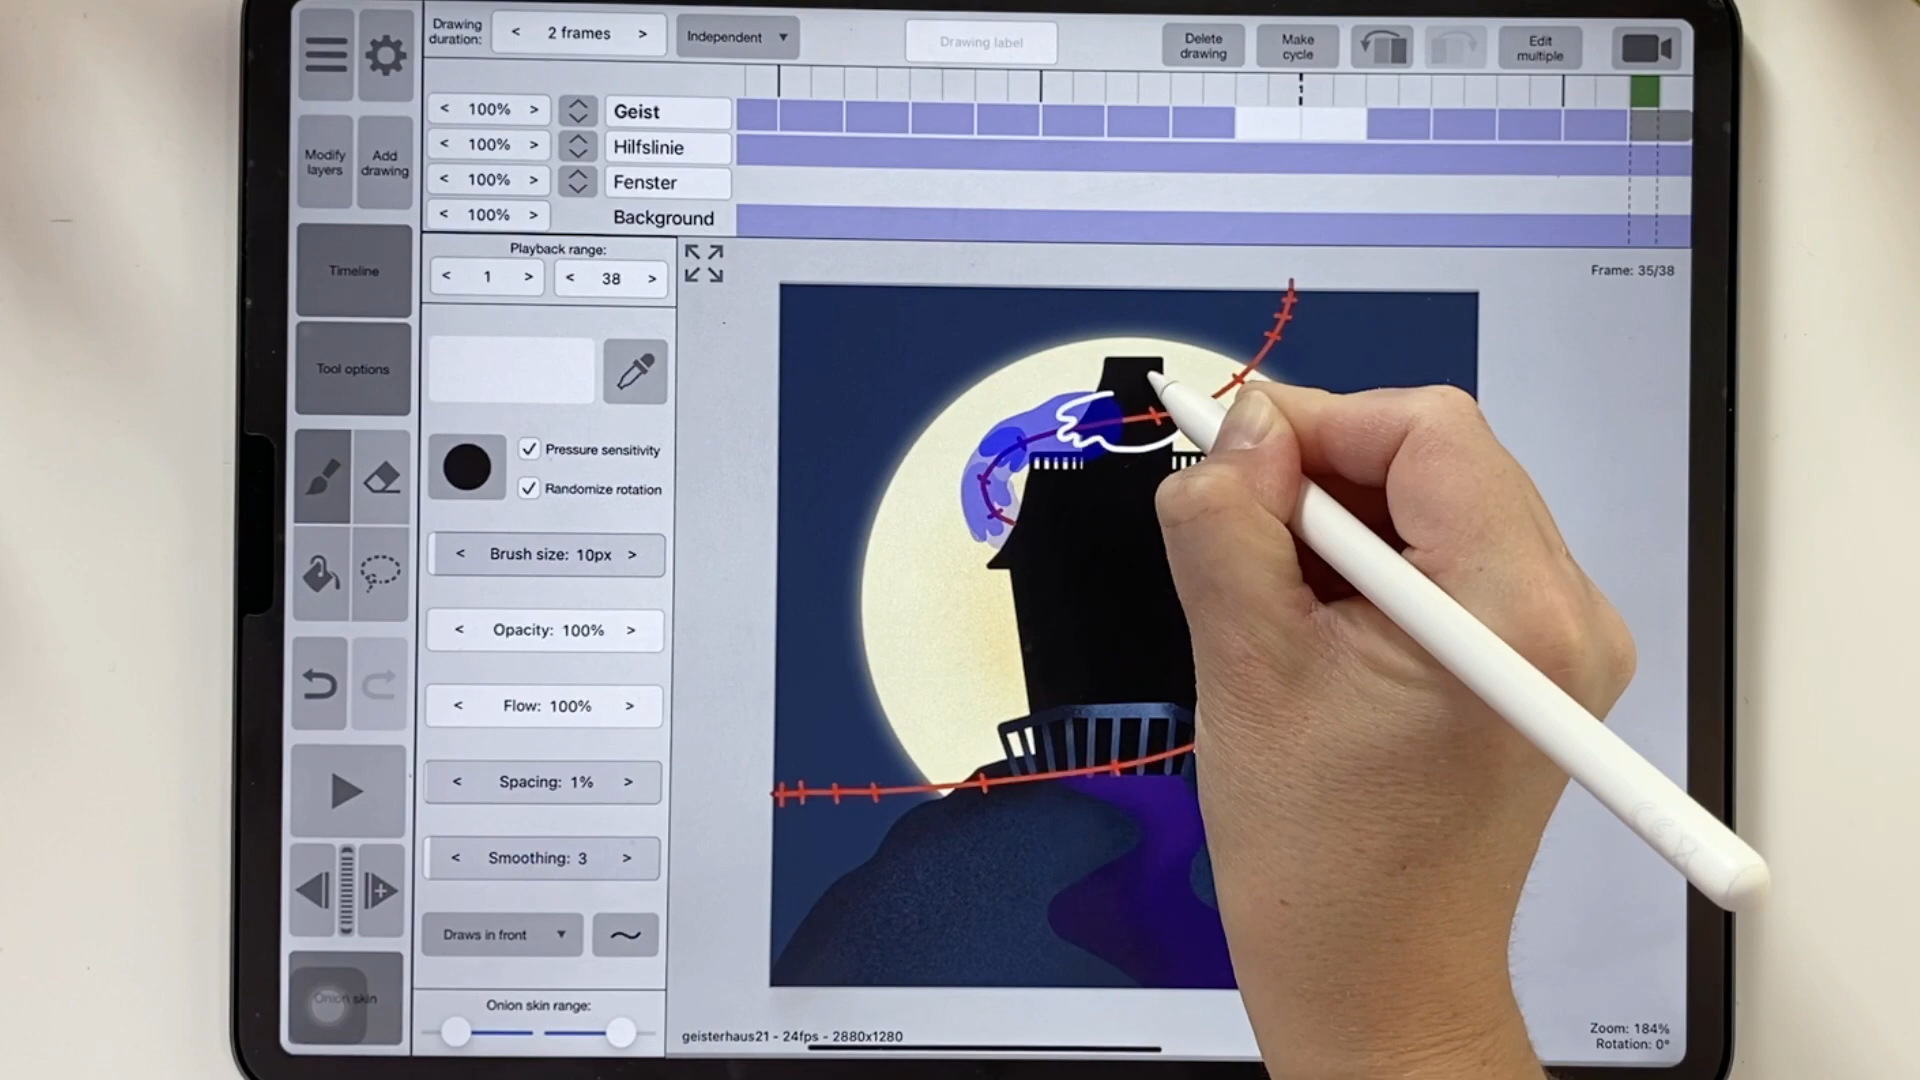 Drawing
duration:
< 2 frames >
Independent ▼
Drawing label
Delete
drawing
Make
cycle
Edit
multiple
< 100% >
Geist
< 100% >
Hilfslinie
< 100% >
Fenster
< 100% >
Background
Modify
layers
Add
drawing
Timeline
Tool options
Playback range:
< 1 >
< 38 >
Frame: 35/38
Pressure sensitivity
Randomize rotation
< Brush size: 10px >
< Opacity: 100% >
< Flow: 100% >
< Spacing: 1% >
< Smoothing: 3 >
Draws in front ▼
Onion skin
Onion skin range:
geisterhaus21 - 24fps - 2880x1280
Zoom: 184%
Rotation: 0°